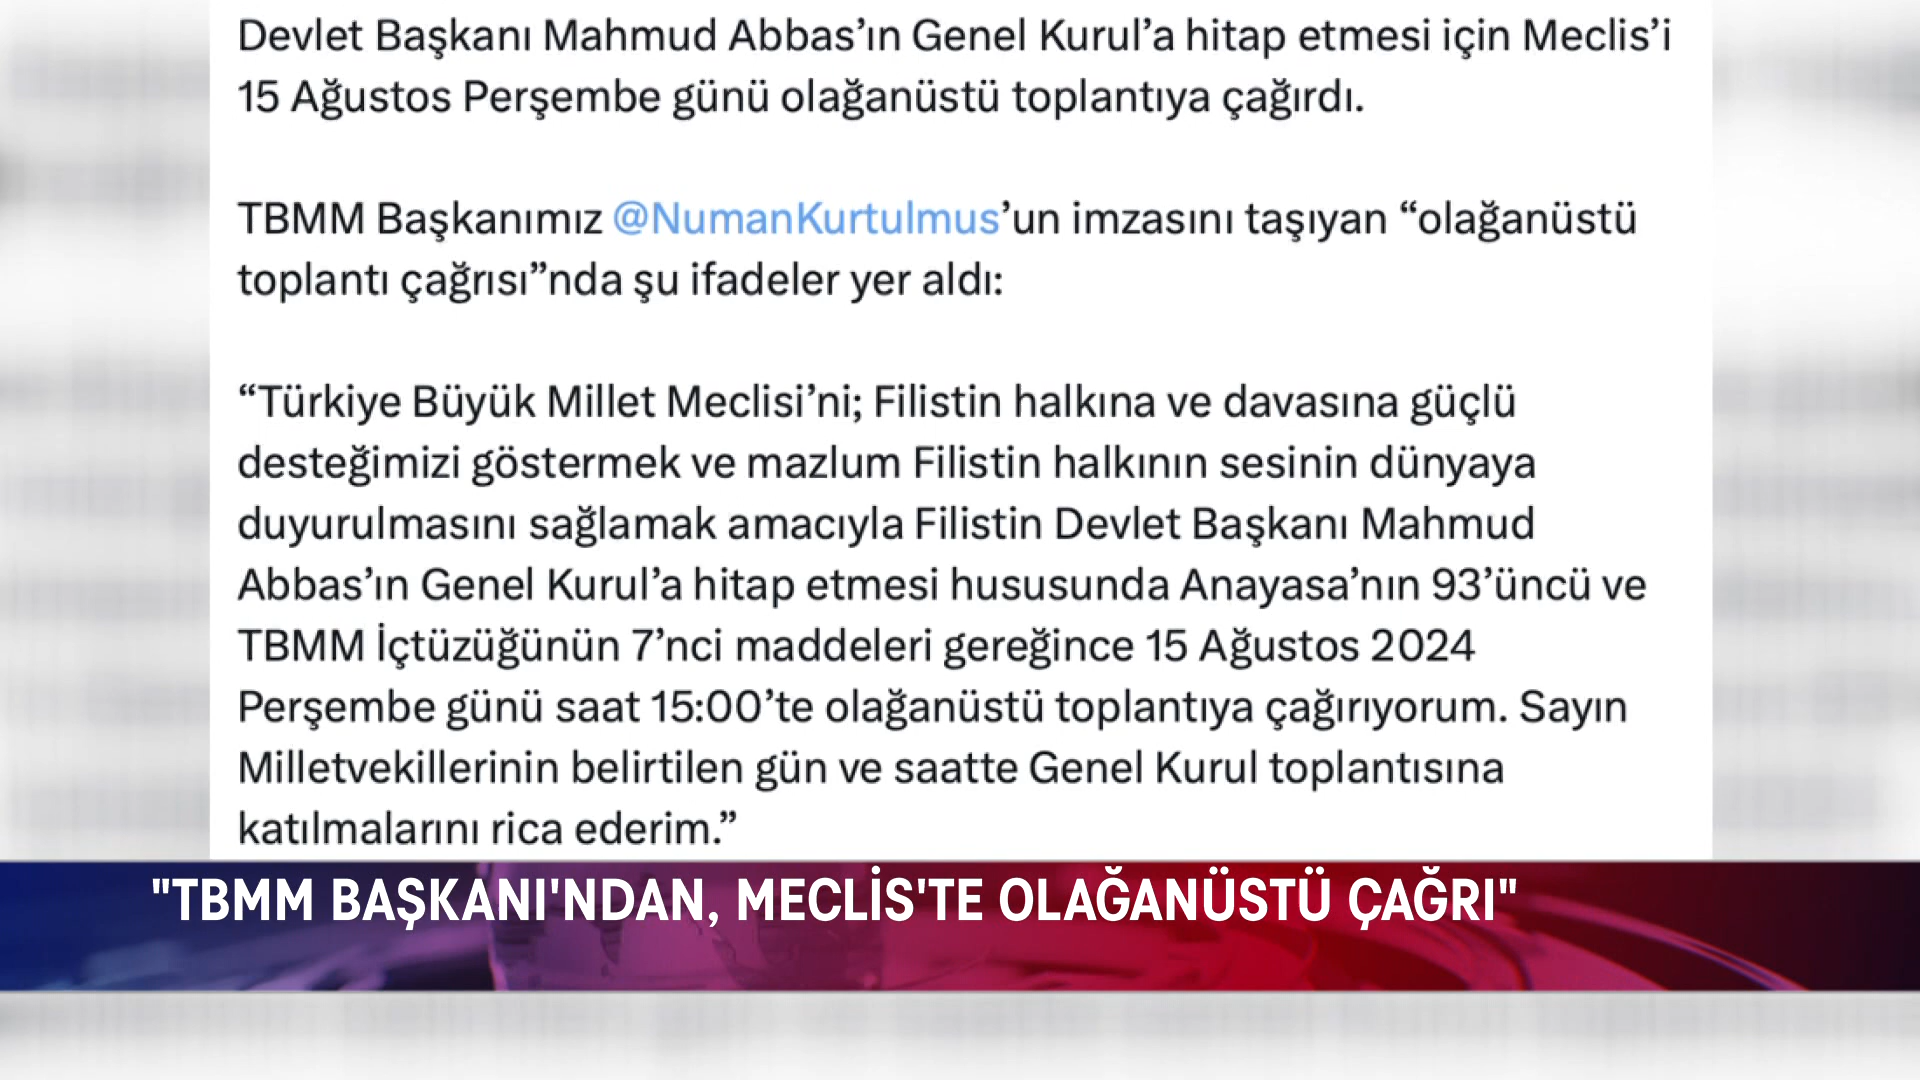 Devlet Başkanı Mahmud Abbas’ın Genel Kurul’a hitap etmesi için Meclis’i
15 Ağustos Perşembe günü olağanüstü toplantıya çağırdı.
TBMM Başkanımız @NumanKurtulmus’un imzasını taşıyan “olağanüstü
toplantı çağrısı”nda şu ifadeler yer aldı:
“Türkiye Büyük Millet Meclisi’ni; Filistin halkına ve davasına güçlü
desteğimizi göstermek ve mazlum Filistin halkının sesinin dünyaya
duyurulmasını sağlamak amacıyla Filistin Devlet Başkanı Mahmud
Abbas’ın Genel Kurul’a hitap etmesi hususunda Anayasa’nın 93’üncü ve
TBMM İçtüzüğünün 7’nci maddeleri gereğince 15 Ağustos 2024
Perşembe günü saat 15:00’te olağanüstü toplantıya çağırıyorum. Sayın
Milletvekillerinin belirtilen gün ve saatte Genel Kurul toplantısına
katılmalarını rica ederim.”
"TBMM BAŞKANI'NDAN, MECLİS'TE OLAĞANÜSTÜ ÇAĞRI"